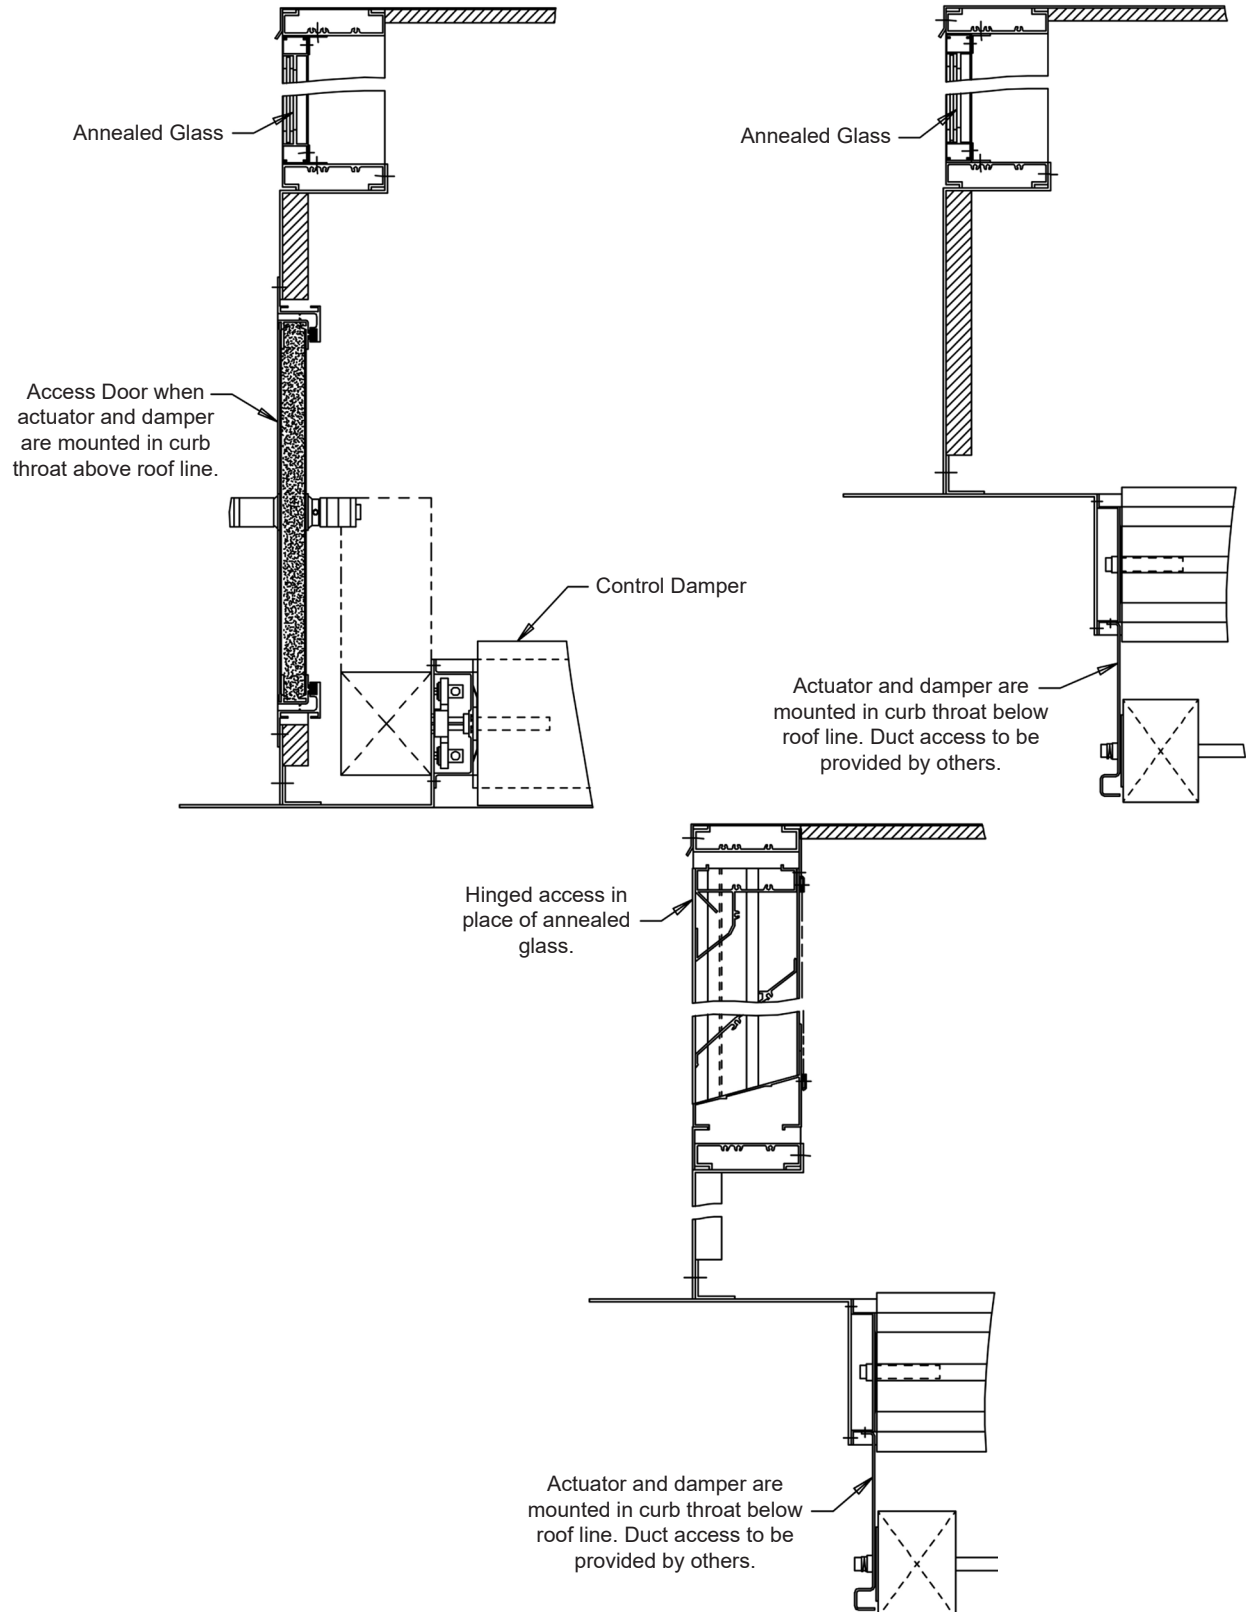 Annealed Glass
Annealed Glass
Access Door when
actuator and damper
are mounted in curb
throat above roof line.
Control Damper
Actuator and damper are
mounted in curb throat below
roof line. Duct access to be
provided by others.
Hinged access in
place of annealed
glass.
Actuator and damper are
mounted in curb throat below
roof line. Duct access to be
provided by others.